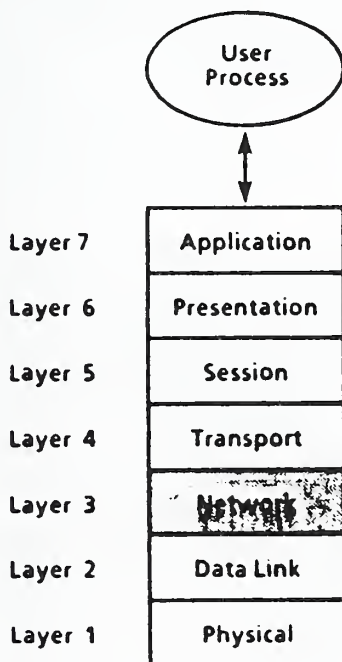 User
Process
Layer 7 Application
Layer 6 Presentation
Layer 5 Session
Layer 4 Transport
Layer 3 Network
Layer 2 Data Link
Layer 1 Physical